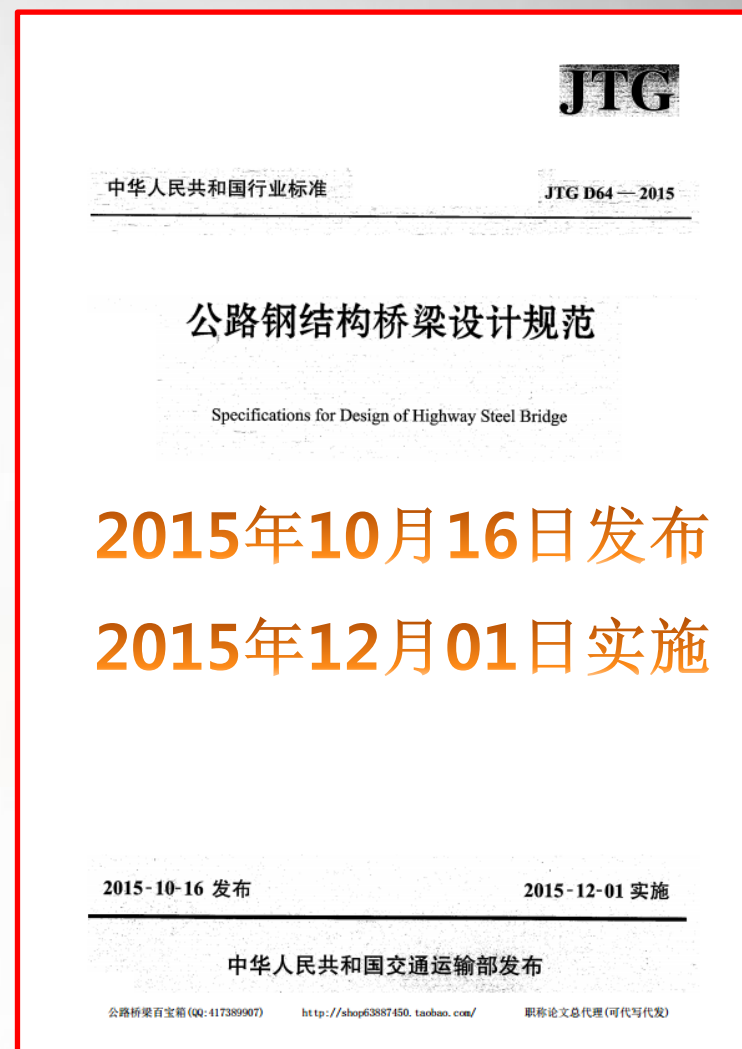 JTG
中华人民共和国行业标准 JTG D64—2015
公路钢结构桥梁设计规范
Specifications for Design of Highway Steel Bridge
2015年10月16日发布
2015年12月01日实施
2015-10-16 发布 2015-12-01 实施
中华人民共和国交通运输部发布
公路桥梁百宝箱(QQ:417389907) http://shop63887450.taobao.com/ 职称论文总代理(可代写代发)